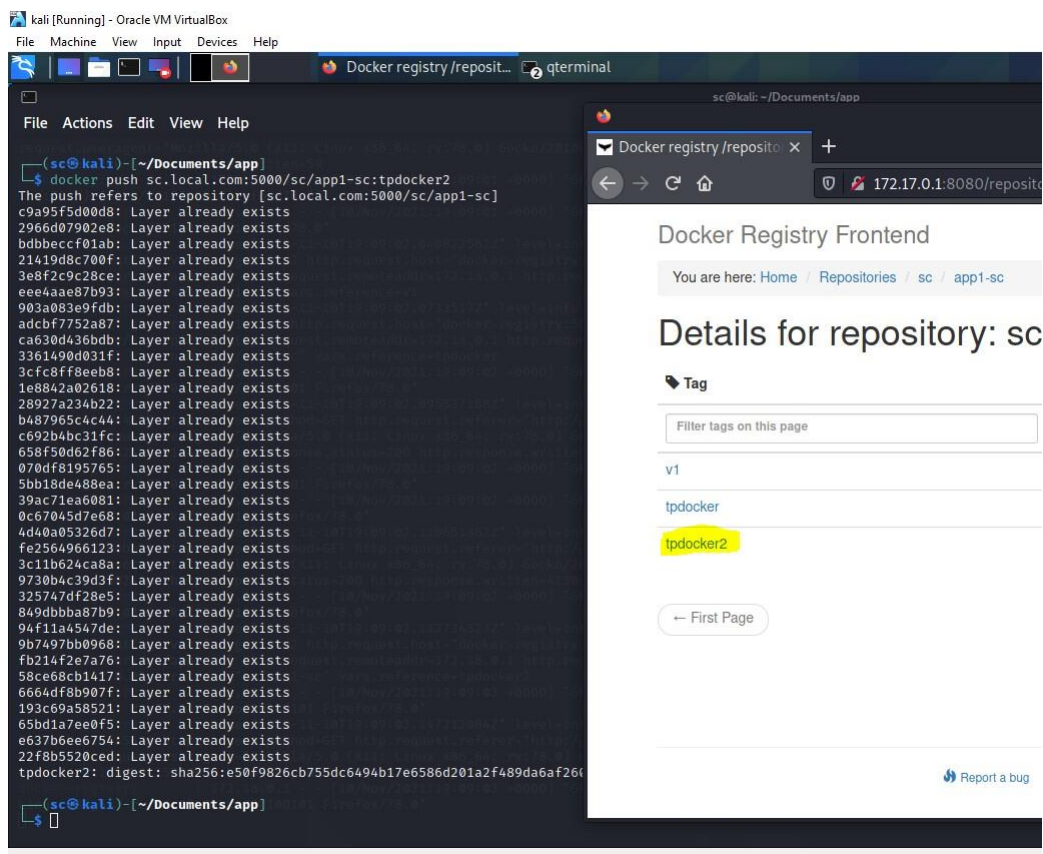 kali [Running] - Oracle VM VirtualBox
File Machine View Input Devices Help
Docker registry /reposit... 2 qterminal
sc@kali: ~/Documents/app
File Actions Edit View Help
(sc㉿kali)-[~/Documents/app]
$ docker push sc.local.com:5000/sc/app1-sc:tpdocker2
The push refers to repository [sc.local.com:5000/sc/app1-sc]
c9a95f5d00d8: Layer already exists
2966d07902e8: Layer already exists
bdbbeccf01ab: Layer already exists
21419d8c700f: Layer already exists
3e8f2c9c28ce: Layer already exists
eee4aae87b93: Layer already exists
903a083e9fdb: Layer already exists
adcbf7752a87: Layer already exists
ca630d436bdb: Layer already exists
3361490d031f: Layer already exists
3cfc8ff8eeb8: Layer already exists
1e8842a02618: Layer already exists
28927a234b22: Layer already exists
b487965c4c44: Layer already exists
c692b4bc31fc: Layer already exists
658f50d62f86: Layer already exists
070df8195765: Layer already exists
5bb18de488ea: Layer already exists
39ac71ea6081: Layer already exists
0c67045d7e68: Layer already exists
4d40a05326d7: Layer already exists
fe2564966123: Layer already exists
3c11b624ca8a: Layer already exists
9730b4c39d3f: Layer already exists
325747df28e5: Layer already exists
849dbbba87b9: Layer already exists
94f11a4547de: Layer already exists
9b7497bb0968: Layer already exists
fb214f2e7a76: Layer already exists
58ce68cb1417: Layer already exists
6664df8b907f: Layer already exists
193c69a58521: Layer already exists
65bd1a7ee0f5: Layer already exists
e637b6ee6754: Layer already exists
22f8b5520ced: Layer already exists
tpdocker2: digest: sha256:e50f9826cb755dc6494b17e6586d201a2f489da6af26
(sc㉿kali)-[~/Documents/app]
$
Docker registry /reposito
172.17.0.1:8080/reposito
Docker Registry Frontend
You are here: Home / Repositories / sc / app1-sc
Details for repository: sc
Tag
Filter tags on this page
v1
tpdocker
tpdocker2
← First Page
Report a bug